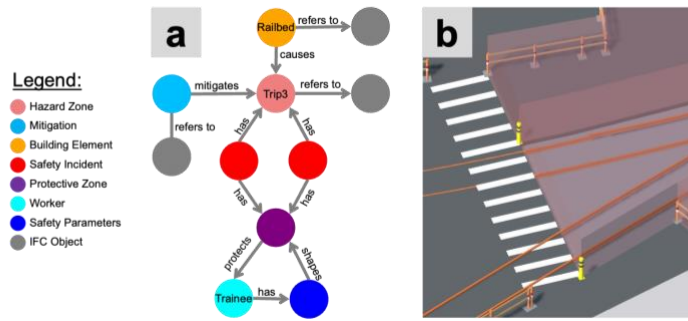 a
b
Legend:
Hazard Zone
Mitigation
Building Element
Safety Incident
Protective Zone
Worker
Safety Parameters
IFC Object
Railbed
refers to
causes
mitigates
Trip3
refers to
refers to
has
has
has
has
protects
shapes
Trainee
has